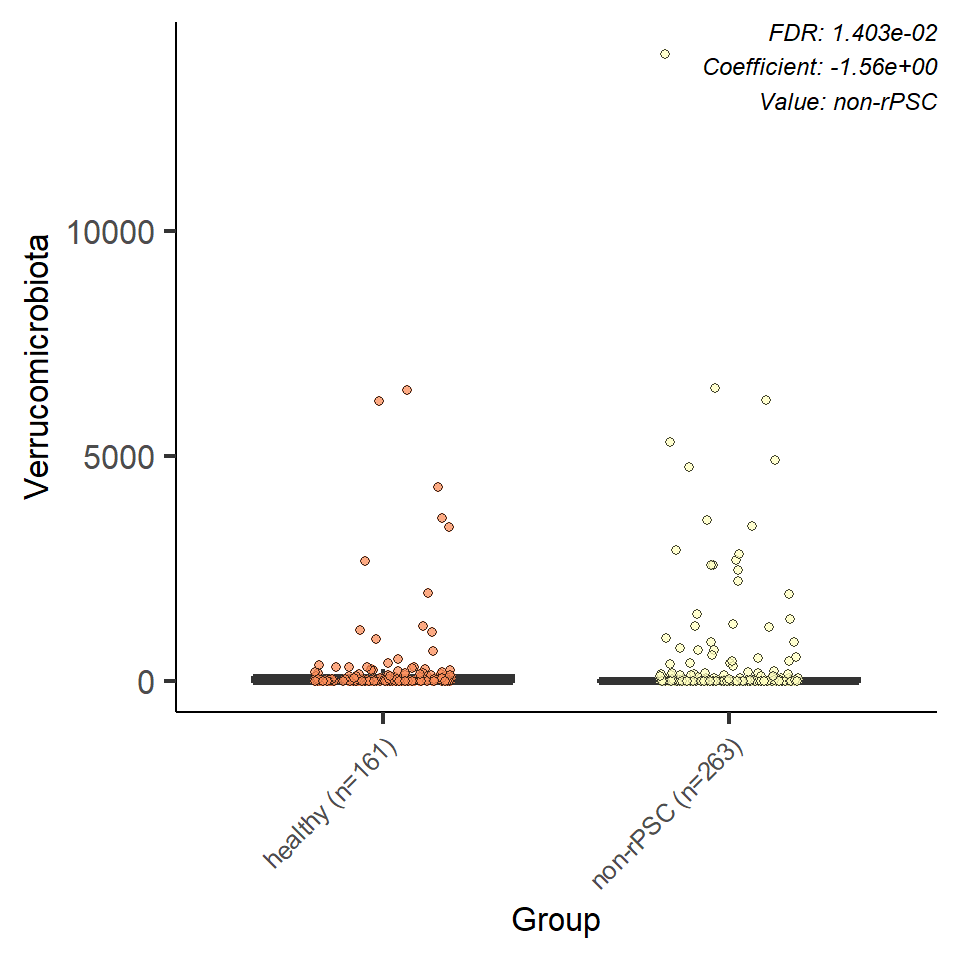 FDR: 1.403e-02
Coefficient: -1.56e+00
Value: non-rPSC
Verrucomicrobiota
10000
5000
0
healthy (n=161)
non-rPSC (n=263)
Group